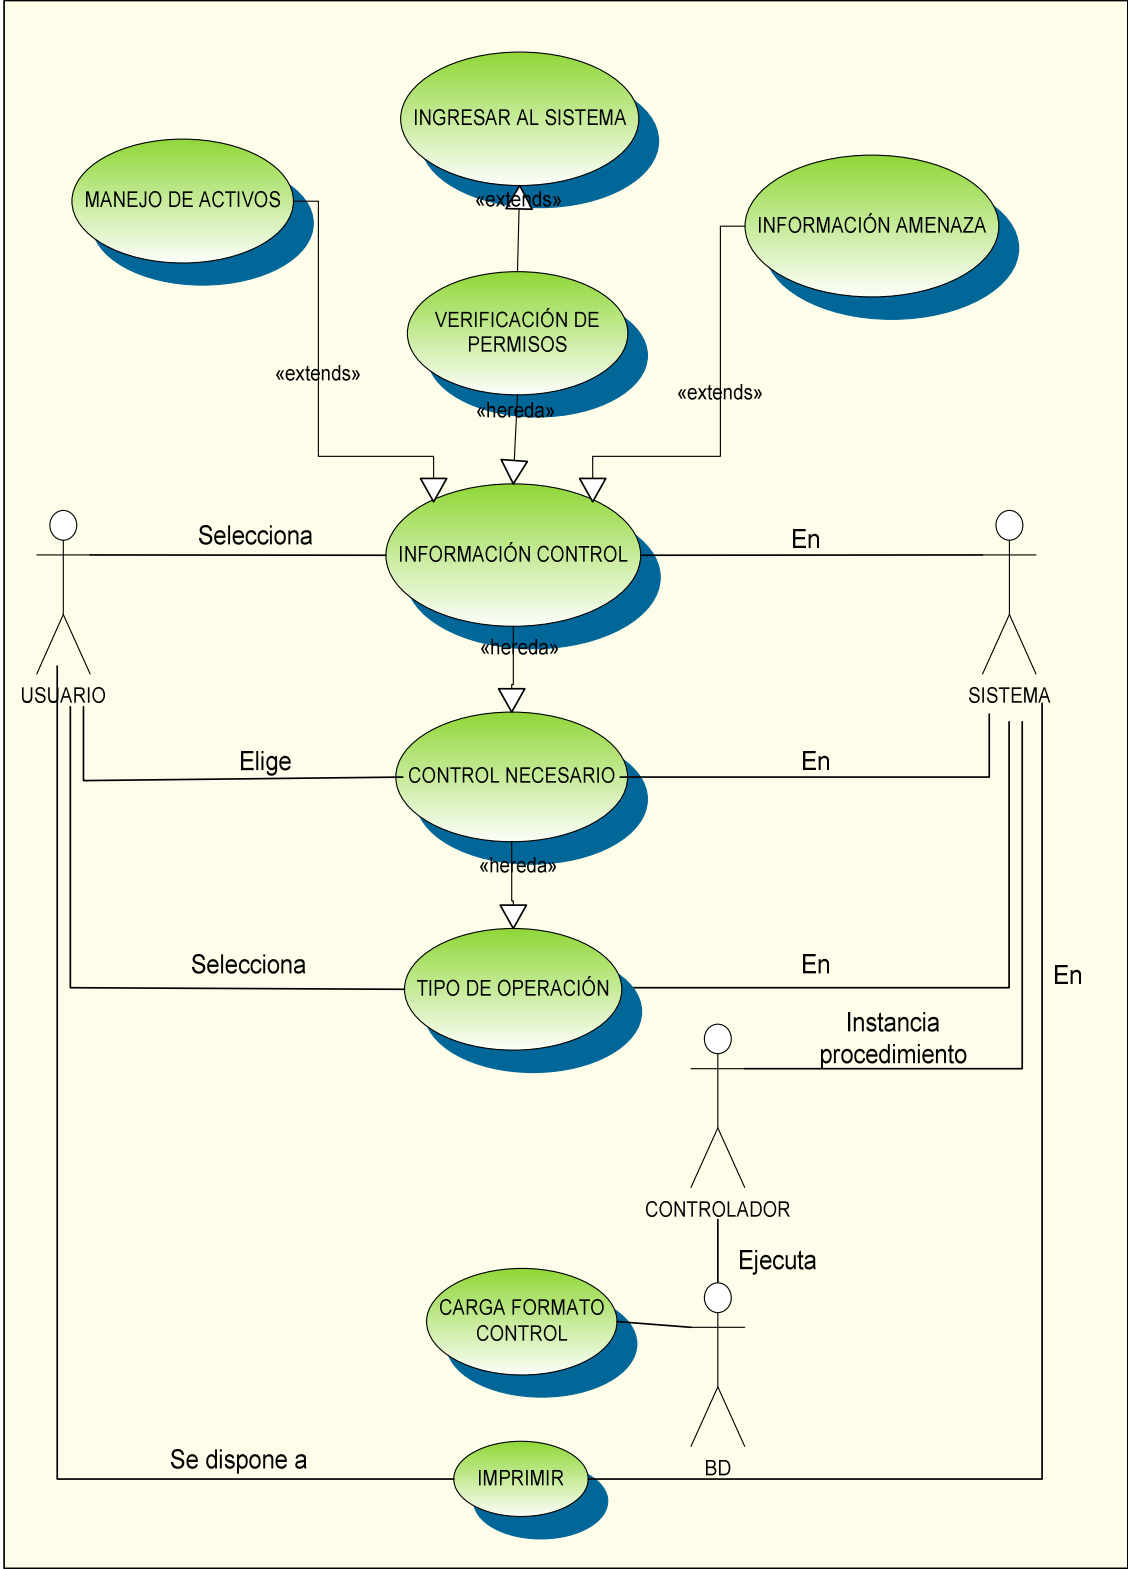 INGRESAR AL SISTEMA
MANEJO DE ACTIVOS
«extends»
INFORMACIÓN AMENAZA
VERIFICACIÓN DE
PERMISOS
«extends»
«extends»
«hereda»
Selecciona
INFORMACIÓN CONTROL
En
«hereda»
USUARIO
SISTEMA
Elige
CONTROL NECESARIO
En
«hereda»
Selecciona
TIPO DE OPERACIÓN
En
En
Instancia
procedimiento
CONTROLADOR
Ejecuta
CARGA FORMATO
CONTROL
Se dispone a
IMPRIMIR
BD